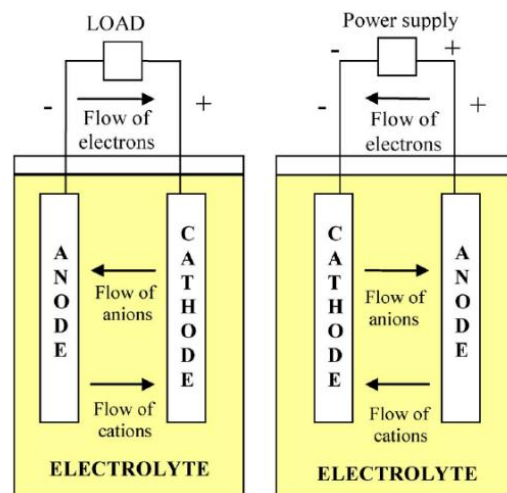 LOAD
-
+
Flow of
electrons
A
N
O
D
E
C
A
T
H
O
D
E
Flow of
anions
Flow of
cations
ELECTROLYTE
Power supply
-
+
-
+
Flow of
electrons
C
A
T
H
O
D
E
A
N
O
D
E
Flow of
anions
Flow of
cations
ELECTROLYTE